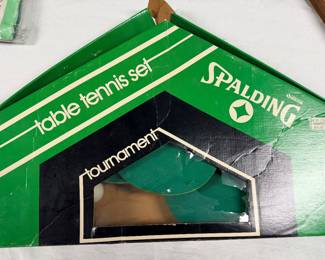 table tennis set
SPALDING
tournament